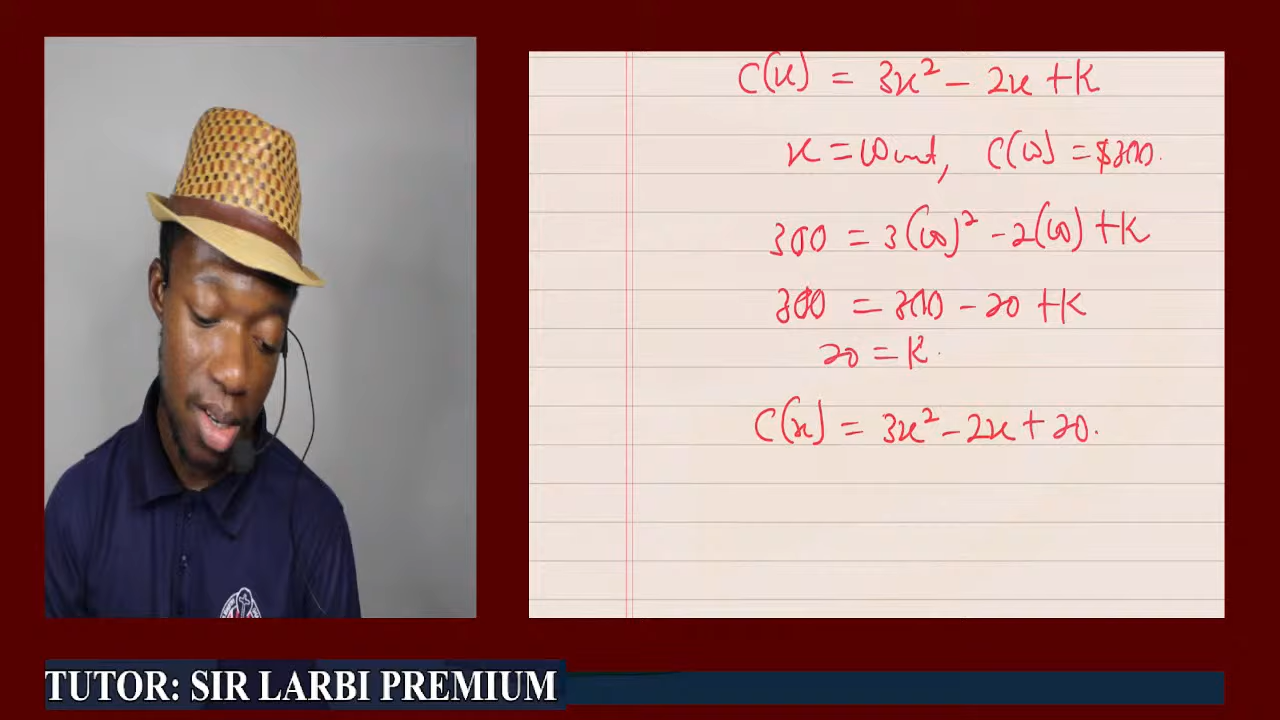 C(x) = 3x² - 2x + k
x = 10 unit, C(10) = $300.
300 = 3(10)² - 2(10) + k
300 = 300 - 20 + k
20 = k.
C(x) = 3x² - 2x + 20.
TUTOR: SIR LARBI PREMIUM